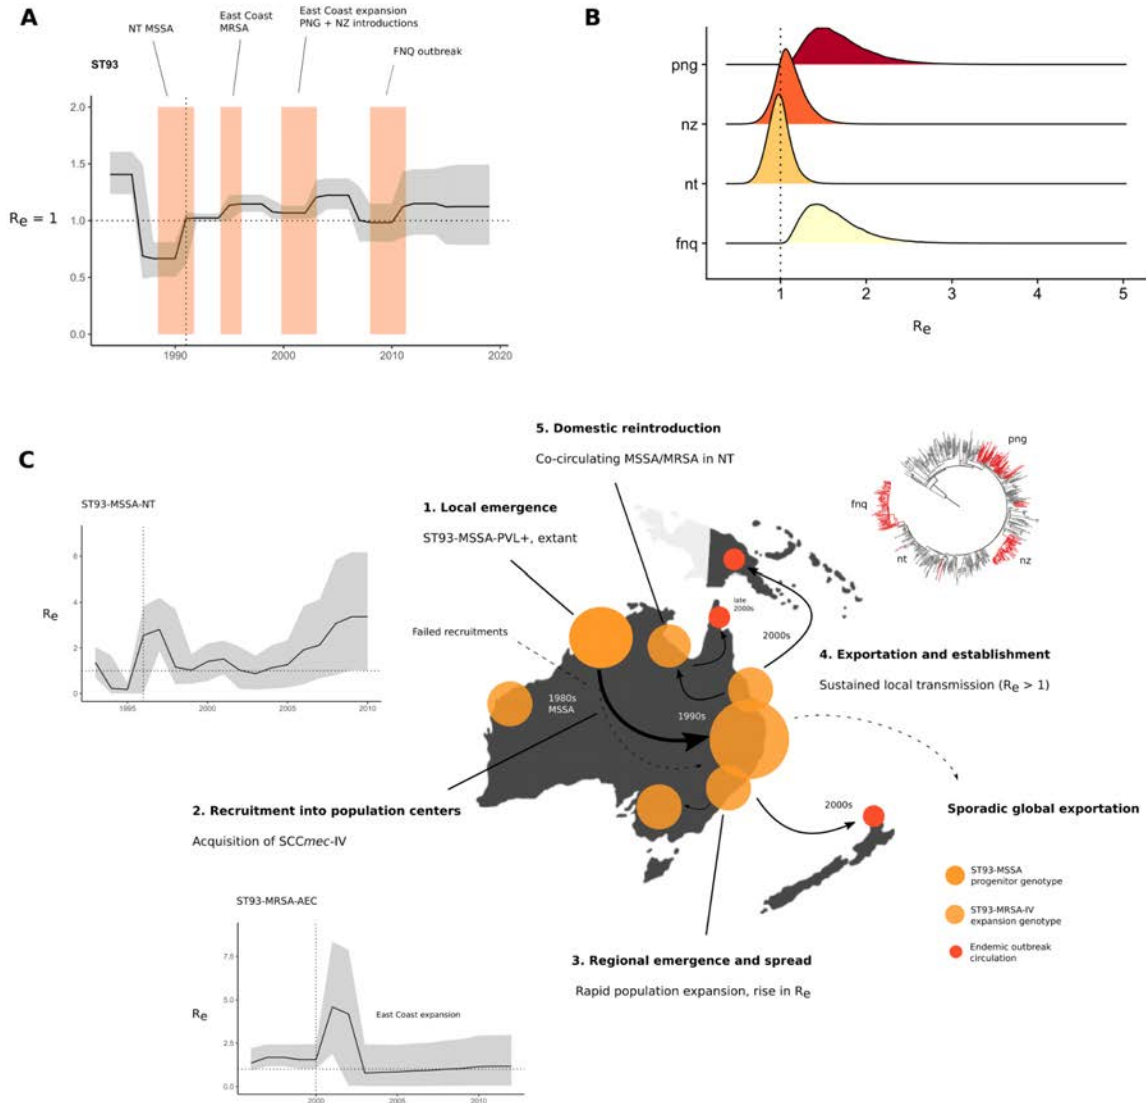 A
NT MSSA
East Coast
MRSA
East Coast expansion
PNG + NZ introductions
FNQ outbreak
ST93
2.0
1.5
Re = 1
1.0
0.5
0.0
1990
2000
2010
2020
B
png
nz
nt
fnq
1
2
3
4
5
Re
C
ST93-MSSA-NT
6
4
Re
2
0
1995
2000
2005
2010
5. Domestic reintroduction
Co-circulating MSSA/MRSA in NT
1. Local emergence
ST93-MSSA-PVL+, extant
Failed recruitments
1980s
MSSA
1990s
late
2000s
2000s
png
fnq
nt
nz
4. Exportation and establishment
Sustained local transmission (Re > 1)
2. Recruitment into population centers
Acquisition of SCCmec-IV
2000s
Sporadic global exportation
ST93-MSSA
progenitor genotype
ST93-MRSA-IV
expansion genotype
Endemic outbreak
circulation
3. Regional emergence and spread
Rapid population expansion, rise in Re
ST93-MRSA-AEC
7.5
5.0
Re
East Coast expansion
2.5
0.0
2000
2005
2010